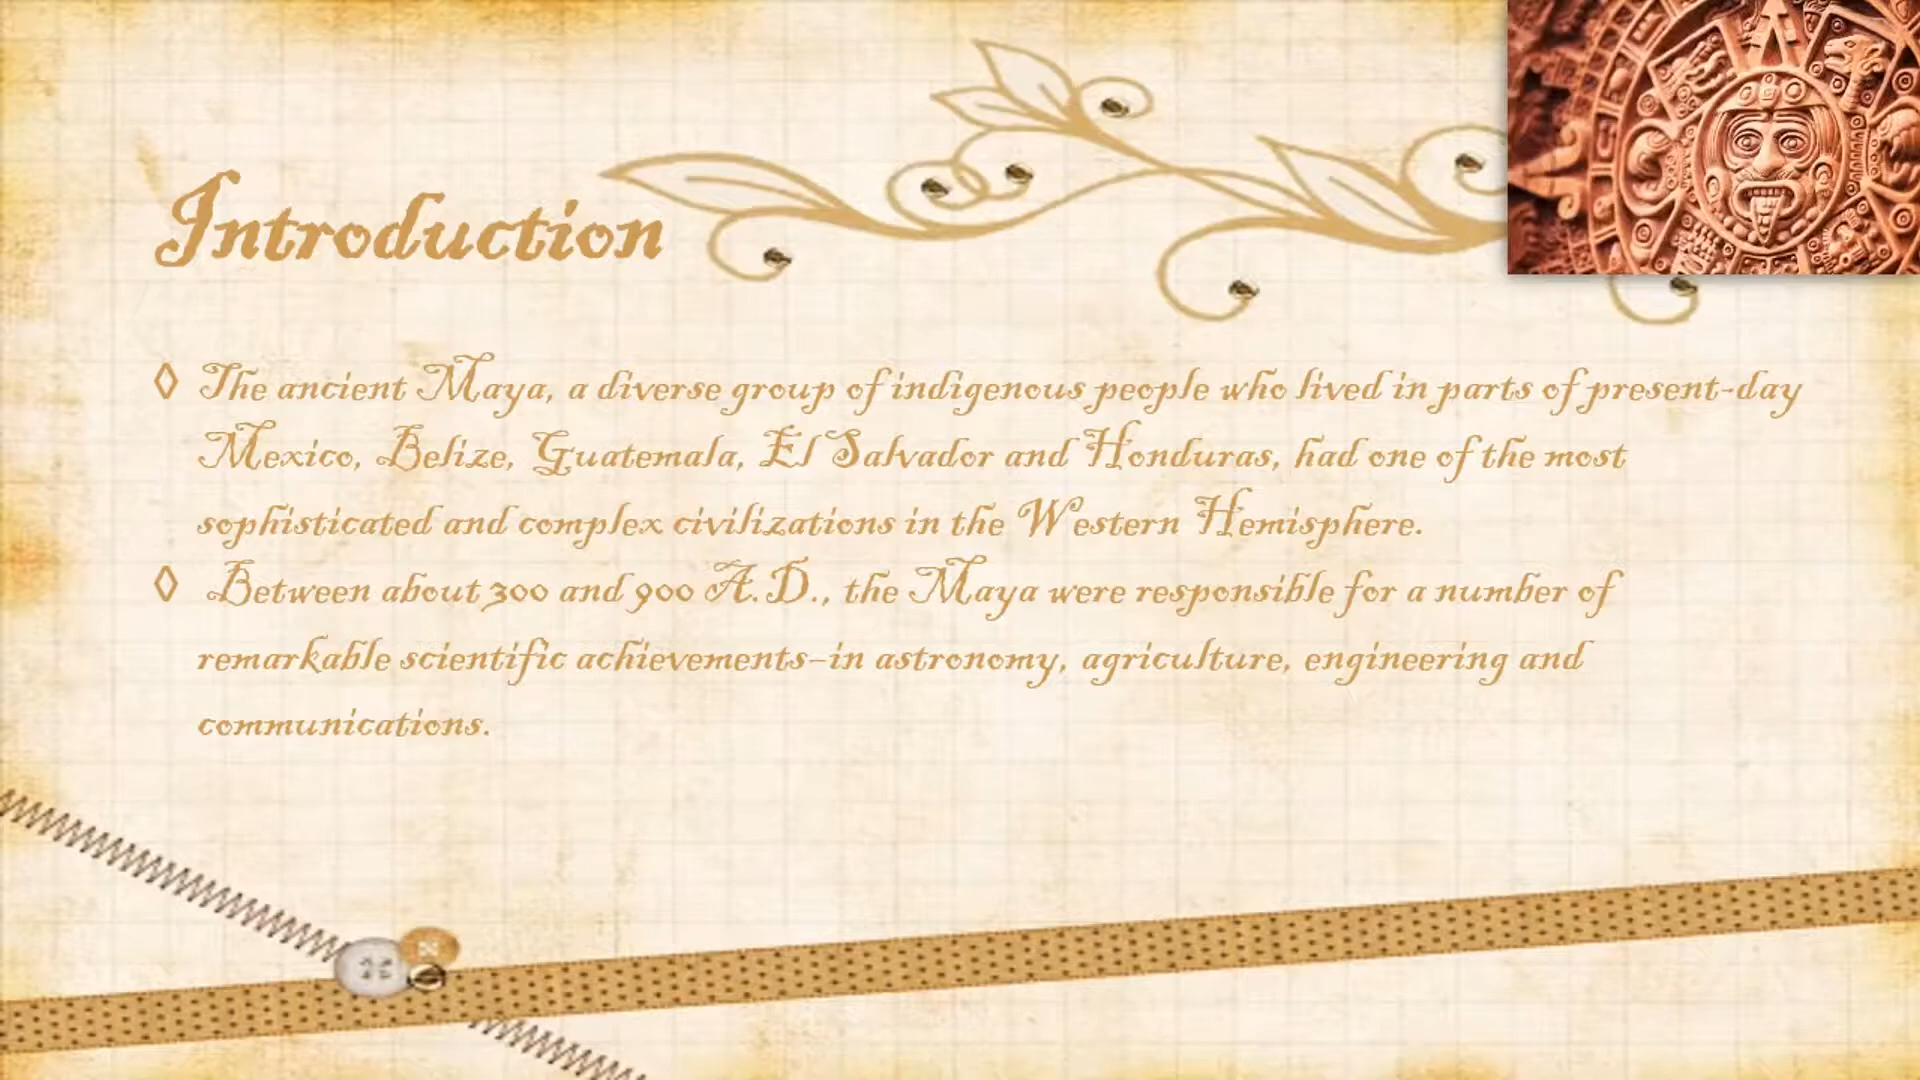 Introduction
◊ The ancient Maya, a diverse group of indigenous people who lived in parts of present-day
Mexico, Belize, Guatemala, El Salvador and Honduras, had one of the most
sophisticated and complex civilizations in the Western Hemisphere.
◊ Between about 300 and 900 A.D., the Maya were responsible for a number of
remarkable scientific achievements–in astronomy, agriculture, engineering and
communications.